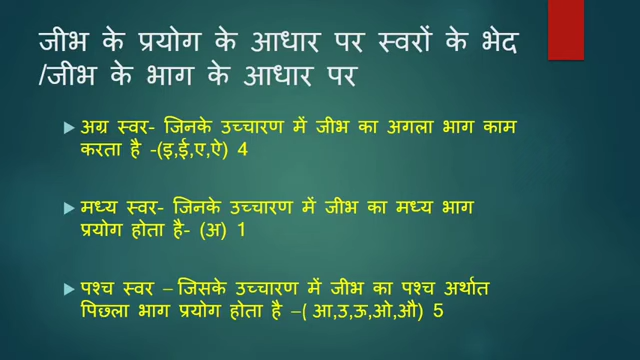 जीभ के प्रयोग के आधार पर स्वरों के भेद
/जीभ के भाग के आधार पर
अग्र स्वर- जिनके उच्चारण में जीभ का अगला भाग काम
करता है -(इ,ई,ए,ऐ) 4
मध्य स्वर- जिनके उच्चारण में जीभ का मध्य भाग
प्रयोग होता है- (अ) 1
पश्च स्वर – जिसके उच्चारण में जीभ का पश्च अर्थात
पिछ्ला भाग प्रयोग होता है –( आ,उ,ऊ,ओ,औ) 5